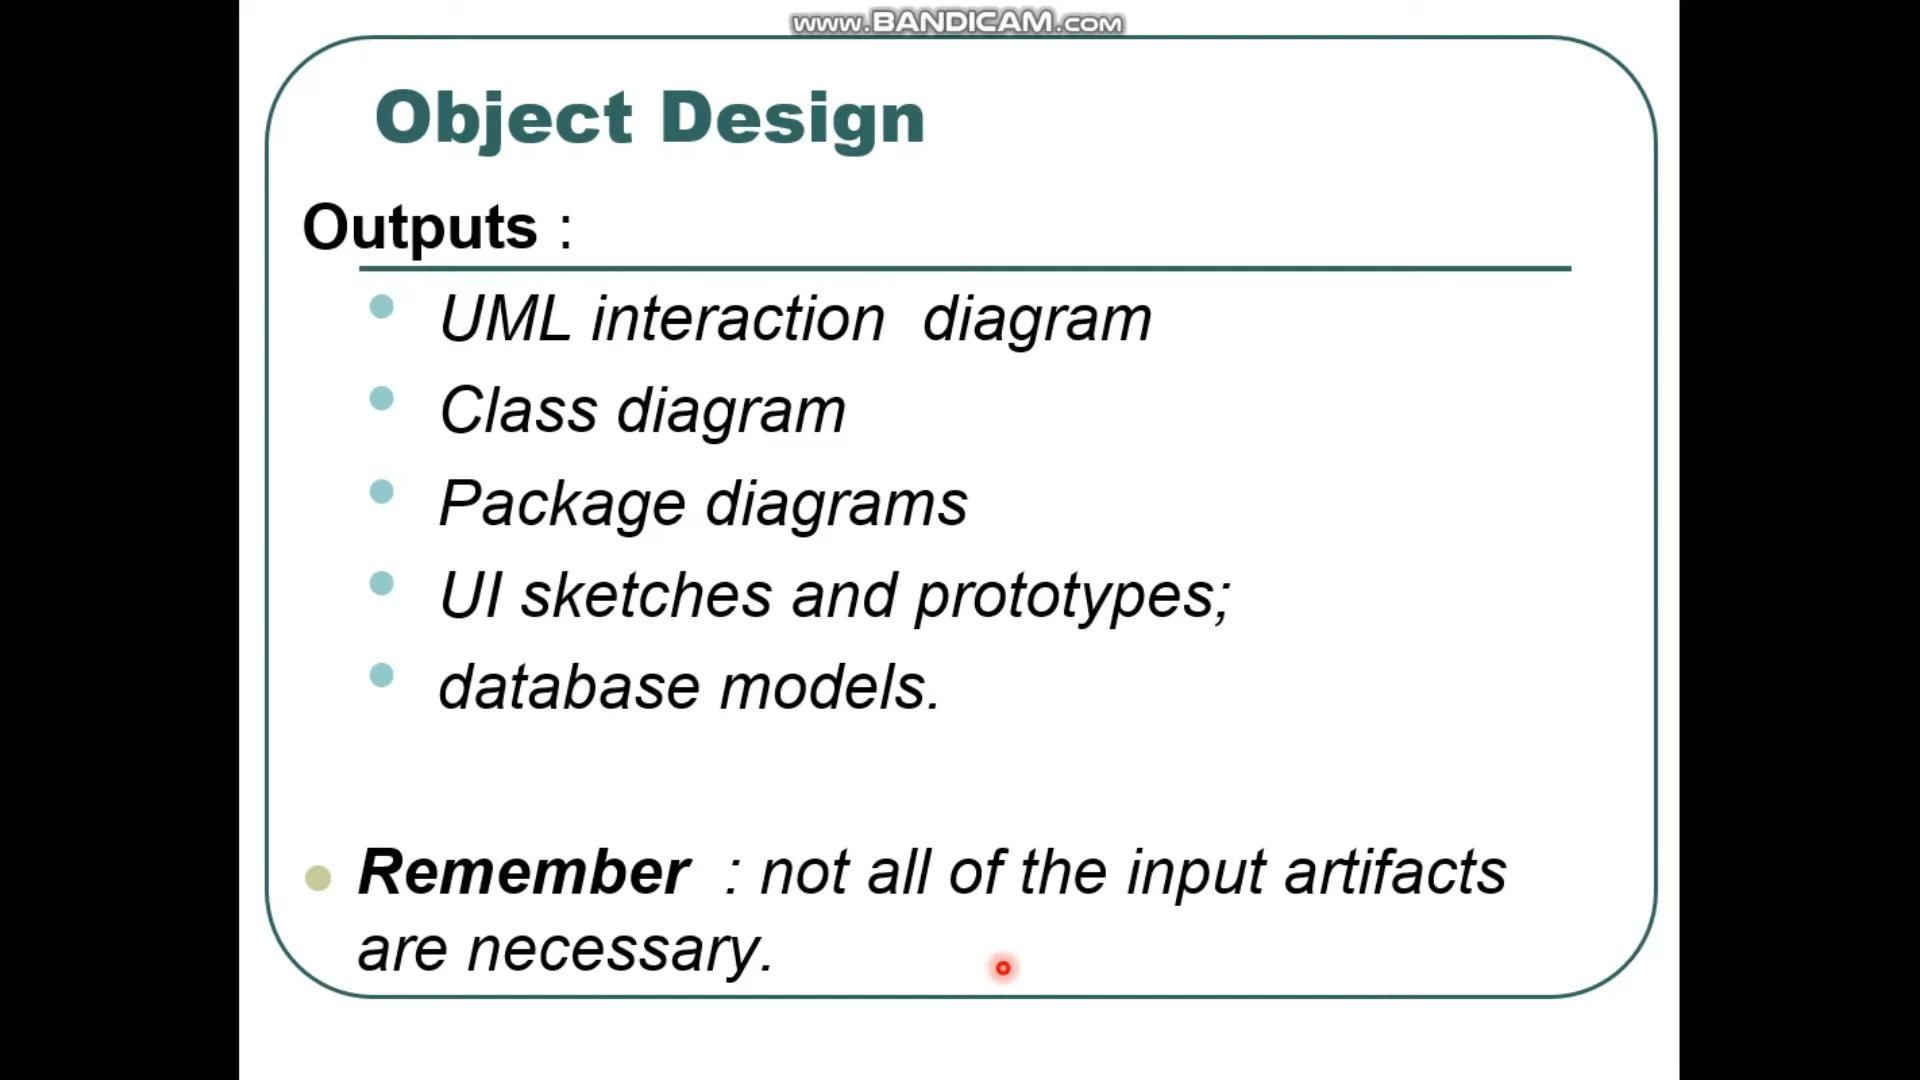 www.BANDICAM.com
Object Design
Outputs :
UML interaction diagram
Class diagram
Package diagrams
UI sketches and prototypes;
database models.
Remember : not all of the input artifacts
are necessary.